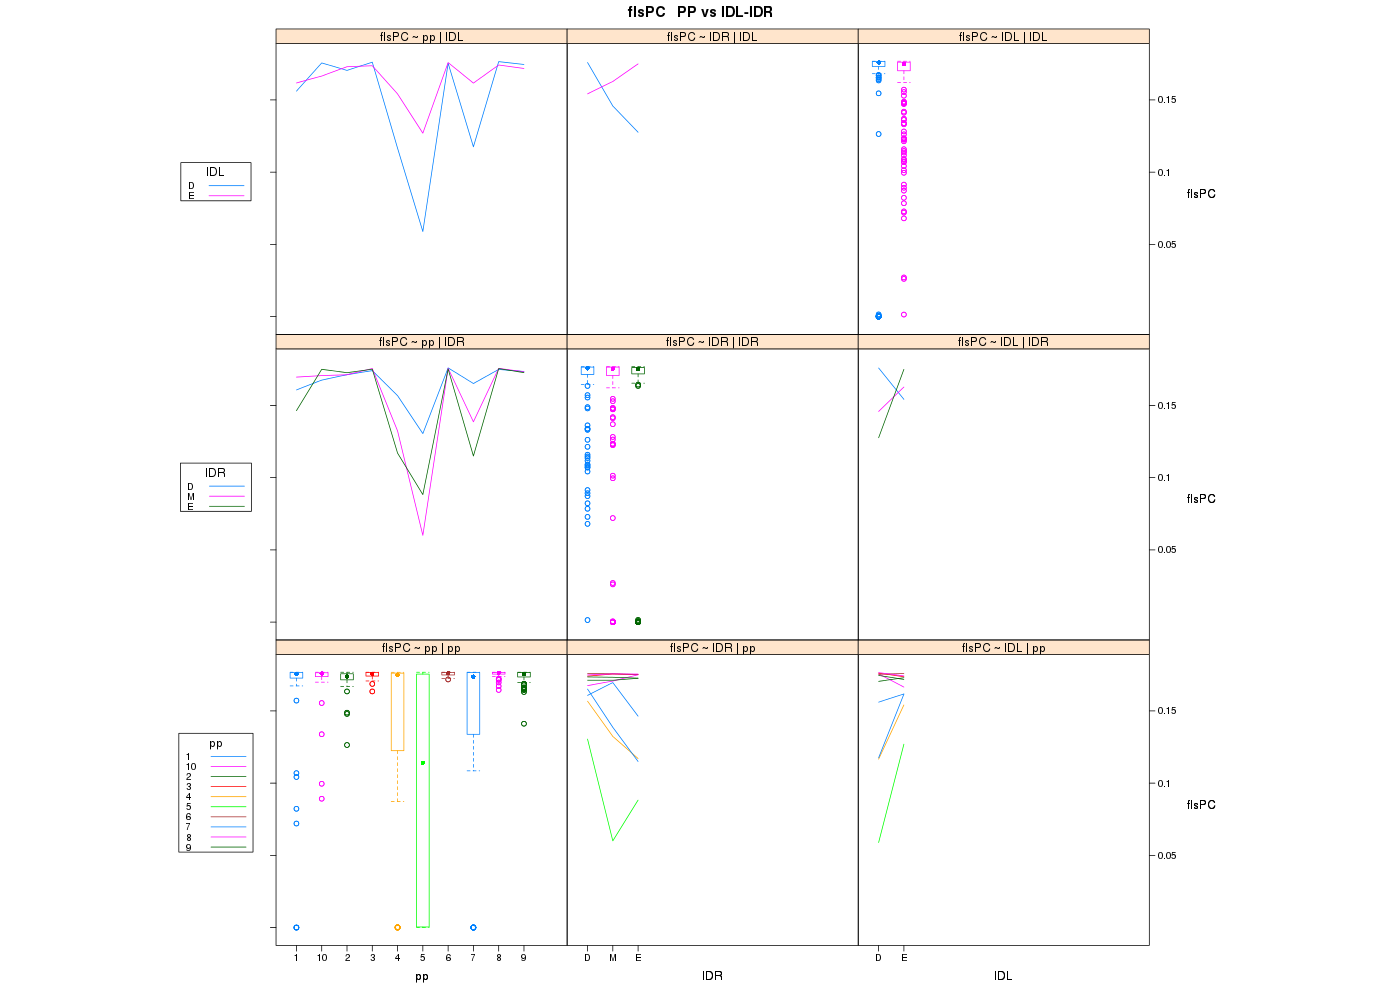 flsPC PP vs IDL-IDR
flsPC ~ pp | IDL
flsPC ~ IDR | IDL
flsPC ~ IDL | IDL
0.15
0.1
0.05
flsPC
IDL
D
E
flsPC ~ pp | IDR
flsPC ~ IDR | IDR
flsPC ~ IDL | IDR
0.15
0.1
0.05
flsPC
IDR
D
M
E
flsPC ~ pp | pp
flsPC ~ IDR | pp
flsPC ~ IDL | pp
0.15
0.1
0.05
flsPC
pp
1
10
2
3
4
5
6
7
8
9
1 10 2 3 4 5 6 7 8 9
D M E
D E
pp
IDR
IDL